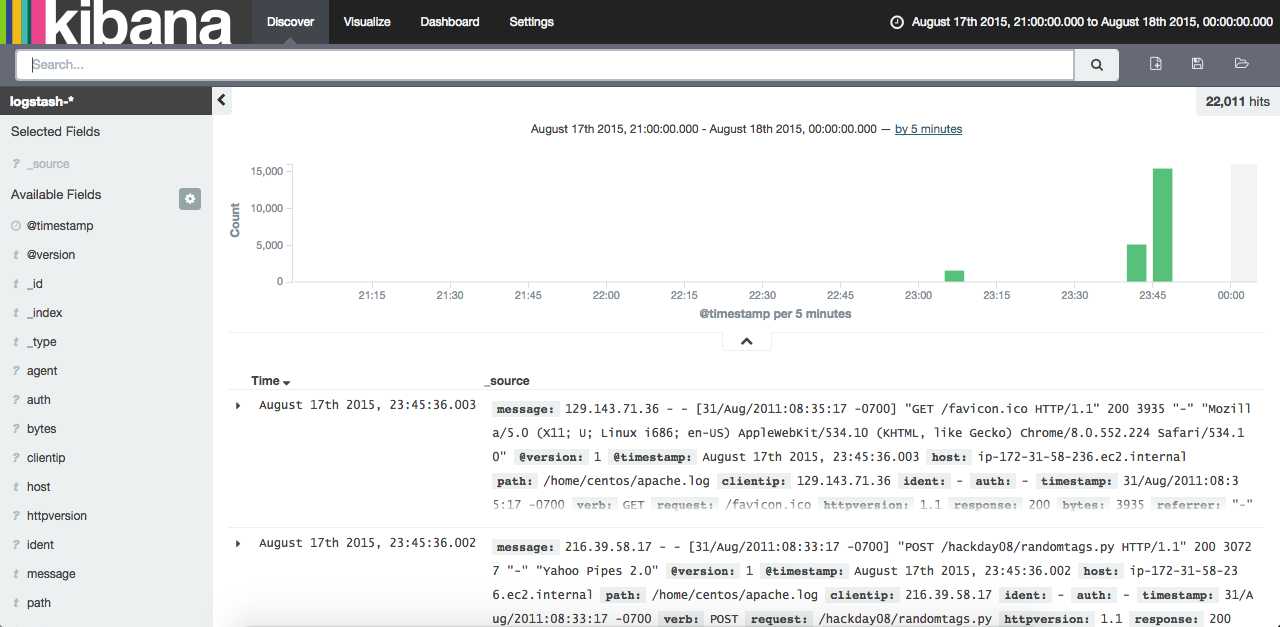 kibana Discover Visualize Dashboard Settings August 17th 2015, 21:00:00.000 to August 18th 2015, 00:00:00.000
Search...
logstash-* 22,011 hits
Selected Fields
? _source
Available Fields
@timestamp
t @version
t _id
t _index
t _type
? agent
? auth
? bytes
? clientip
t host
? httpversion
? ident
t message
t path
August 17th 2015, 21:00:00.000 - August 18th 2015, 00:00:00.000 — by 5 minutes
Count
15,000
10,000
5,000
0
21:15 21:30 21:45 22:00 22:15 22:30 22:45 23:00 23:15 23:30 23:45 00:00
@timestamp per 5 minutes
Time _source
August 17th 2015, 23:45:36.003 message: 129.143.71.36 - - [31/Aug/2011:08:35:17 -0700] "GET /favicon.ico HTTP/1.1" 200 3935 "-" "Mozill
a/5.0 (X11; U; Linux i686; en-US) AppleWebKit/534.10 (KHTML, like Gecko) Chrome/8.0.552.224 Safari/534.1
0" @version: 1 @timestamp: August 17th 2015, 23:45:36.003 host: ip-172-31-58-236.ec2.internal
path: /home/centos/apache.log clientip: 129.143.71.36 ident: - auth: - timestamp: 31/Aug/2011:08:3
5:17 -0700 verb: GET request: /favicon.ico httpversion: 1.1 response: 200 bytes: 3935 referrer: "-"
August 17th 2015, 23:45:36.002 message: 216.39.58.17 - - [31/Aug/2011:08:33:17 -0700] "POST /hackday08/randomtags.py HTTP/1.1" 200 3072
7 "-" "Yahoo Pipes 2.0" @version: 1 @timestamp: August 17th 2015, 23:45:36.002 host: ip-172-31-58-23
6.ec2.internal path: /home/centos/apache.log clientip: 216.39.58.17 ident: - auth: - timestamp: 31/A
ug/2011:08:33:17 -0700 verb: POST request: /hackday08/randomtags.py httpversion: 1.1 response: 200